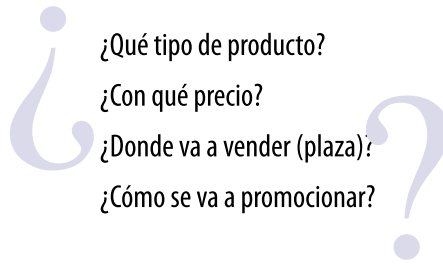 ¿Qué tipo de producto?
¿Con qué precio?
¿Donde va a vender (plaza)?
¿Cómo se va a promocionar?